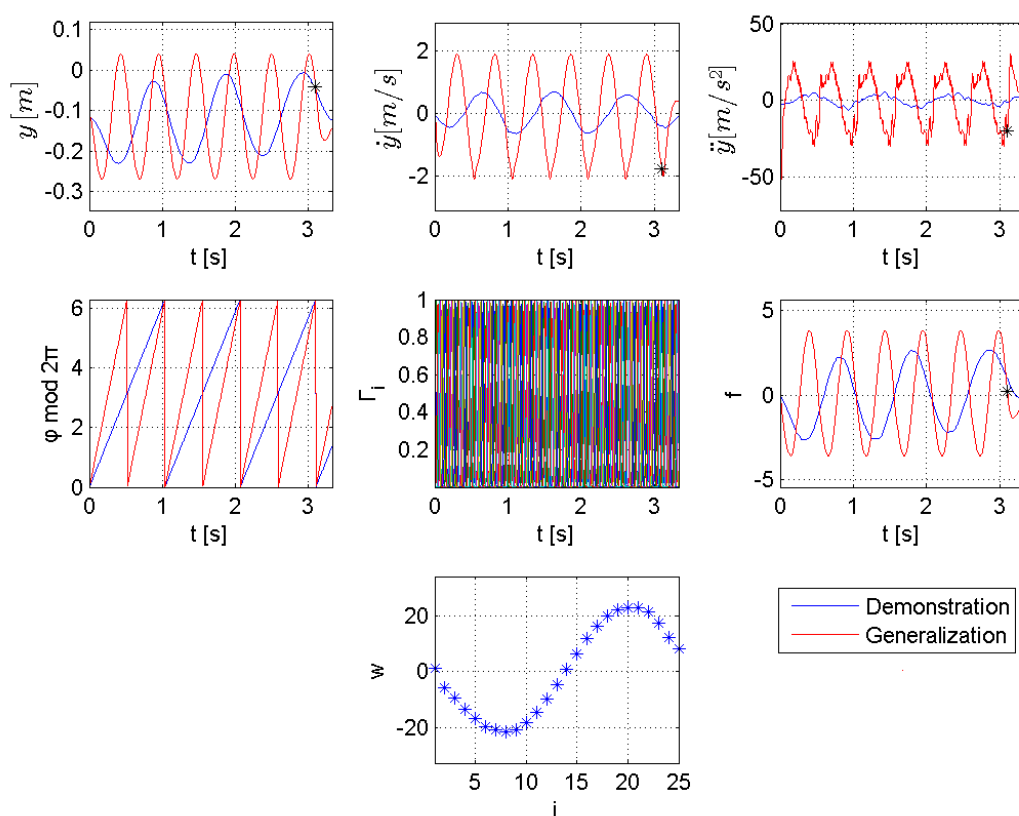 0.1
0
-0.1
-0.2
-0.3
y[m]
0 1 2 3
t [s]
2
0
-2
ẏ[m/s]
0 1 2 3
t [s]
50
0
-50
ÿ[m/s²]
0 1 2 3
t [s]
6
4
2
0
φ mod 2π
0 1 2 3
t [s]
1
0.8
0.6
0.4
0.2
Γi
0 1 2 3
t [s]
5
0
-5
f
0 1 2 3
t [s]
20
0
-20
w
5 10 15 20 25
i
Demonstration
Generalization